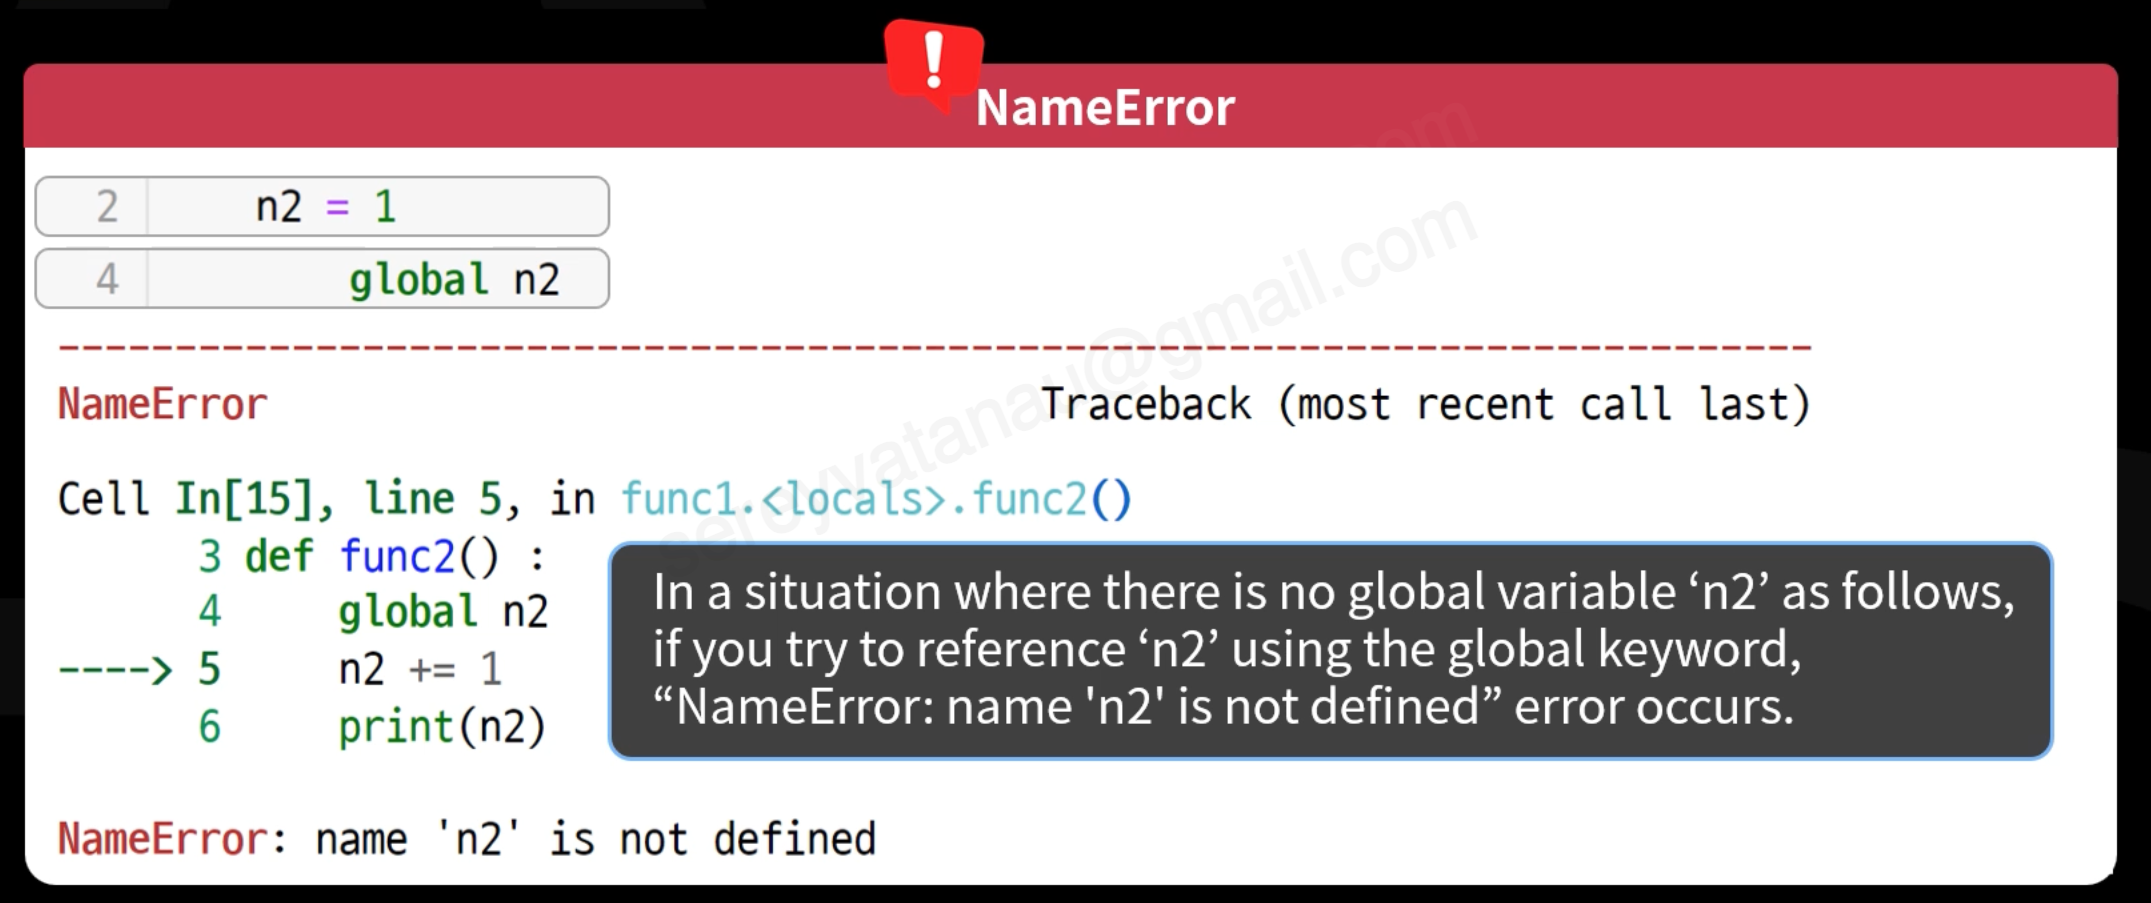 !
NameError
2 n2 = 1
4 global n2
---------------------------------------------------------------------------
NameError Traceback (most recent call last)
Cell In[15], line 5, in func1.<locals>.func2()
3 def func2() :
4 global n2
----> 5 n2 += 1
6 print(n2)
In a situation where there is no global variable ‘n2’ as follows,
if you try to reference ‘n2’ using the global keyword,
“NameError: name 'n2' is not defined” error occurs.
NameError: name 'n2' is not defined